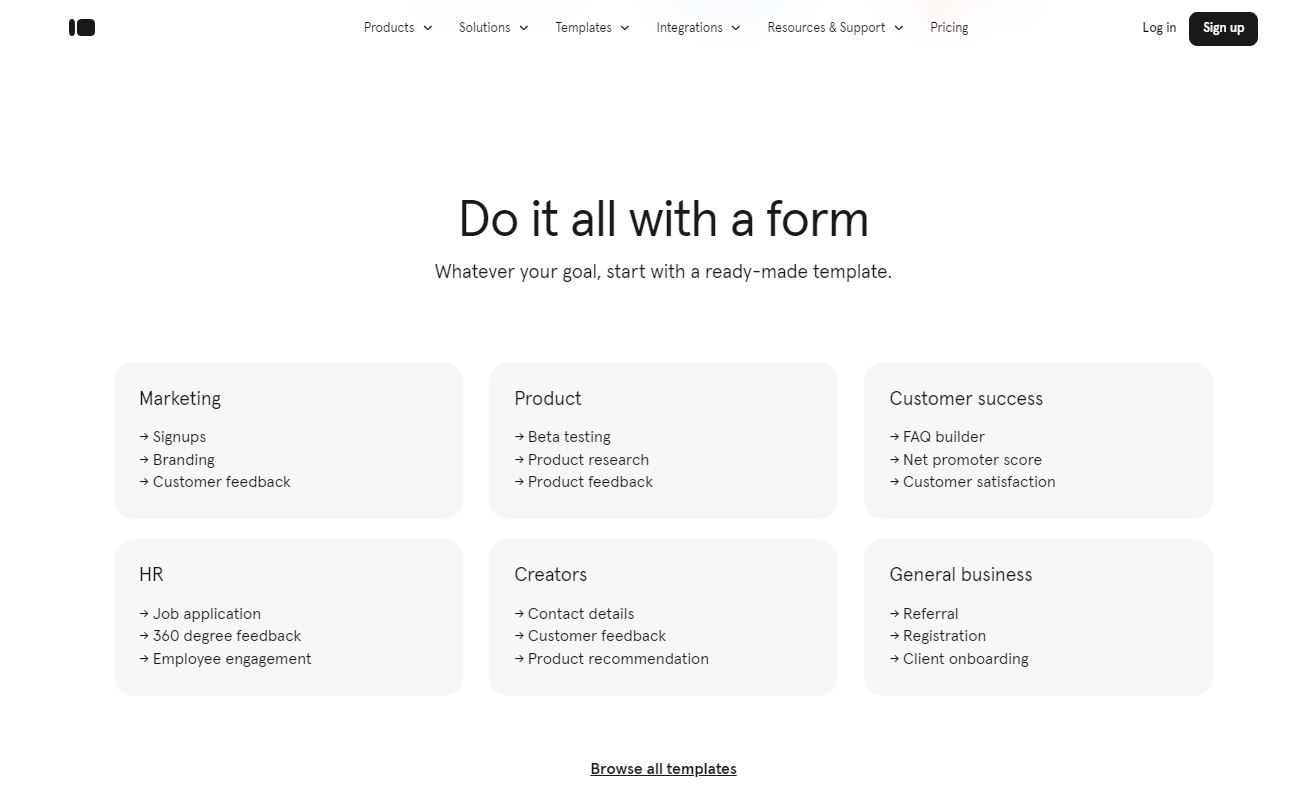 Products Solutions Templates Integrations Resources & Support Pricing Log in Sign up
Do it all with a form
Whatever your goal, start with a ready-made template.
Marketing
→ Signups
→ Branding
→ Customer feedback
Product
→ Beta testing
→ Product research
→ Product feedback
Customer success
→ FAQ builder
→ Net promoter score
→ Customer satisfaction
HR
→ Job application
→ 360 degree feedback
→ Employee engagement
Creators
→ Contact details
→ Customer feedback
→ Product recommendation
General business
→ Referral
→ Registration
→ Client onboarding
Browse all templates